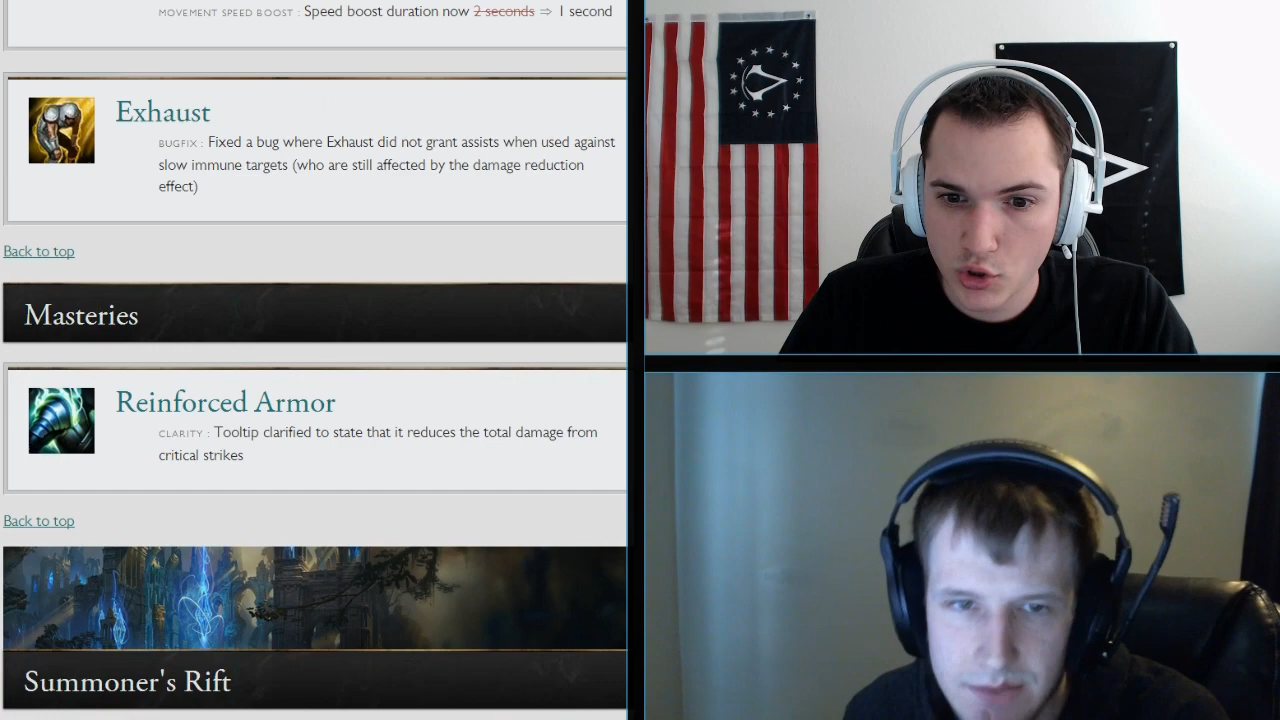 MOVEMENT SPEED BOOST : Speed boost duration now 2 seconds ⇒ 1 second
Exhaust
BUGFIX : Fixed a bug where Exhaust did not grant assists when used against
slow immune targets (who are still affected by the damage reduction
effect)
Back to top
Masteries
Reinforced Armor
CLARITY : Tooltip clarified to state that it reduces the total damage from
critical strikes
Back to top
Summoner's Rift